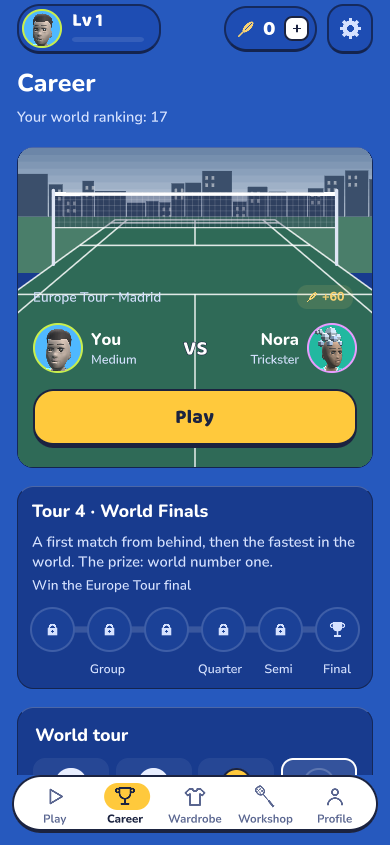 Lv 1
0
+
Career
Your world ranking: 17
Europe Tour · Madrid
+60
You
Medium
VS
Nora
Trickster
Play
Tour 4 · World Finals
A first match from behind, then the fastest in the
world. The prize: world number one.
Win the Europe Tour final
Group
Quarter
Semi
Final
World tour
Play
Career
Wardrobe
Workshop
Profile